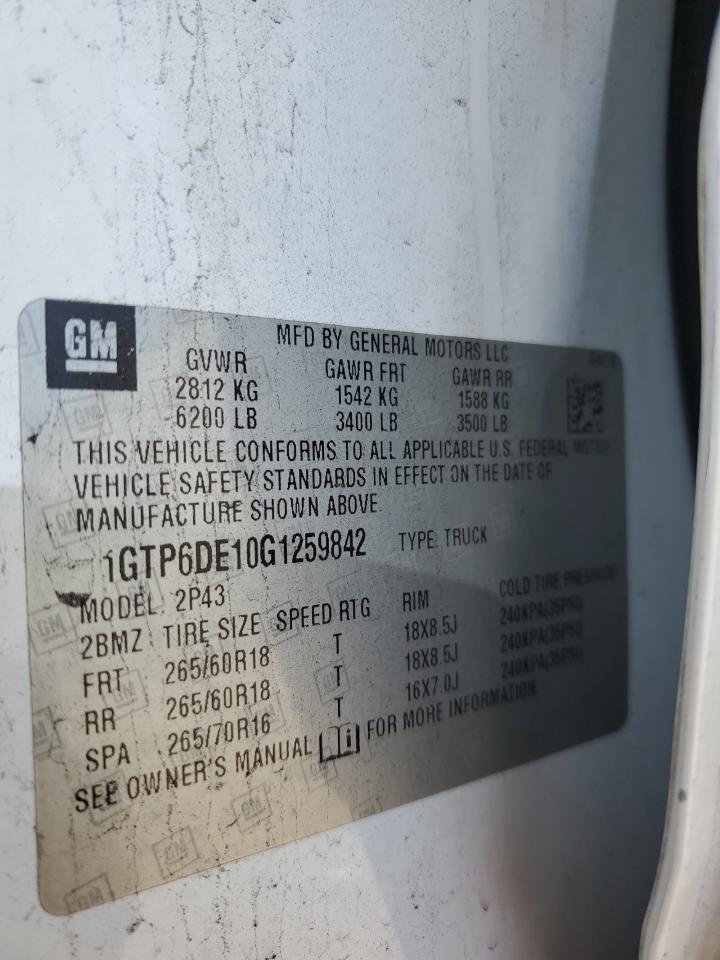 GM
MFD BY GENERAL MOTORS LLC
GVWR GAWR FRT GAWR RR
2812 KG 1542 KG 1588 KG
6200 LB 3400 LB 3500 LB
THIS VEHICLE CONFORMS TO ALL APPLICABLE U.S. FEDERAL MOTOR
VEHICLE SAFETY STANDARDS IN EFFECT ON THE DATE OF
MANUFACTURE SHOWN ABOVE.
1GTP6DE10G1259842 TYPE: TRUCK
MODEL: 2P43
2BMZ TIRE SIZE SPEED RTG RIM COLD TIRE PRESSURE
FRT 265/60R18 T 18X8.5J 240KPA(35PSI)
RR 265/60R18 T 18X8.5J 240KPA(35PSI)
SPA 265/70R16 T 16X7.0J 240KPA(35PSI)
SEE OWNER'S MANUAL i FOR MORE INFORMATION